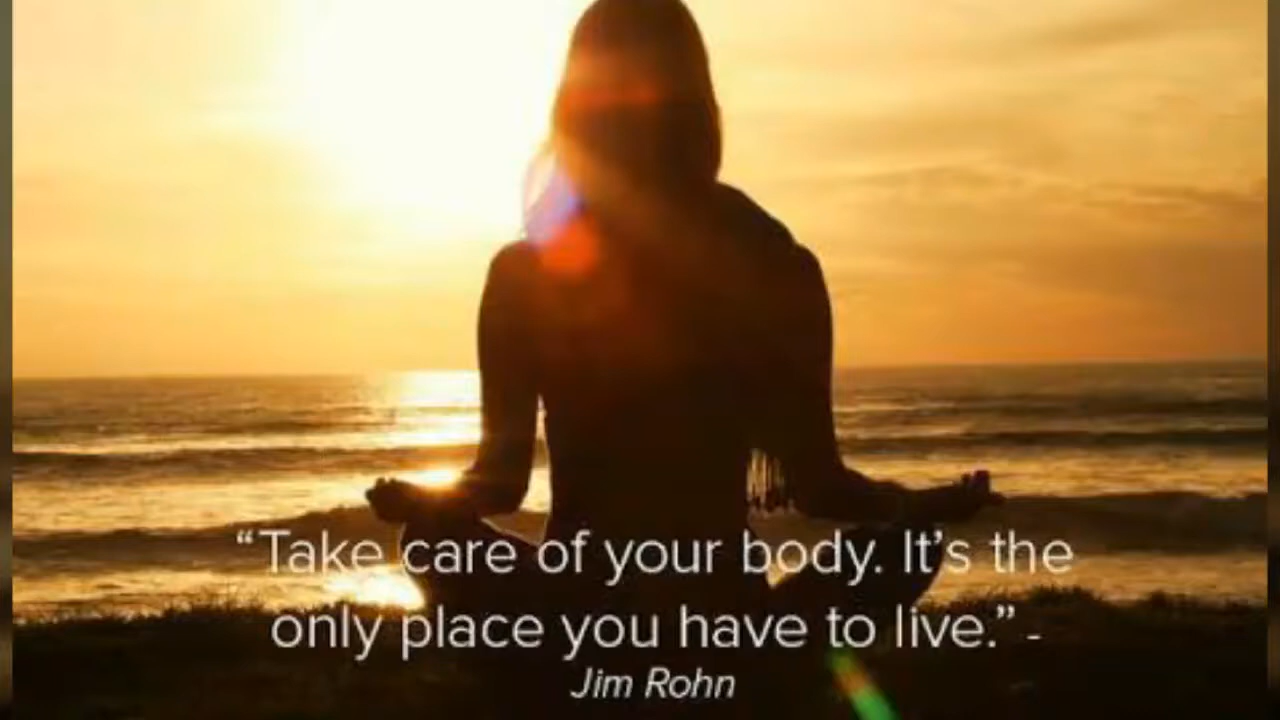 “Take care of your body. It’s the
only place you have to live.” -
Jim Rohn